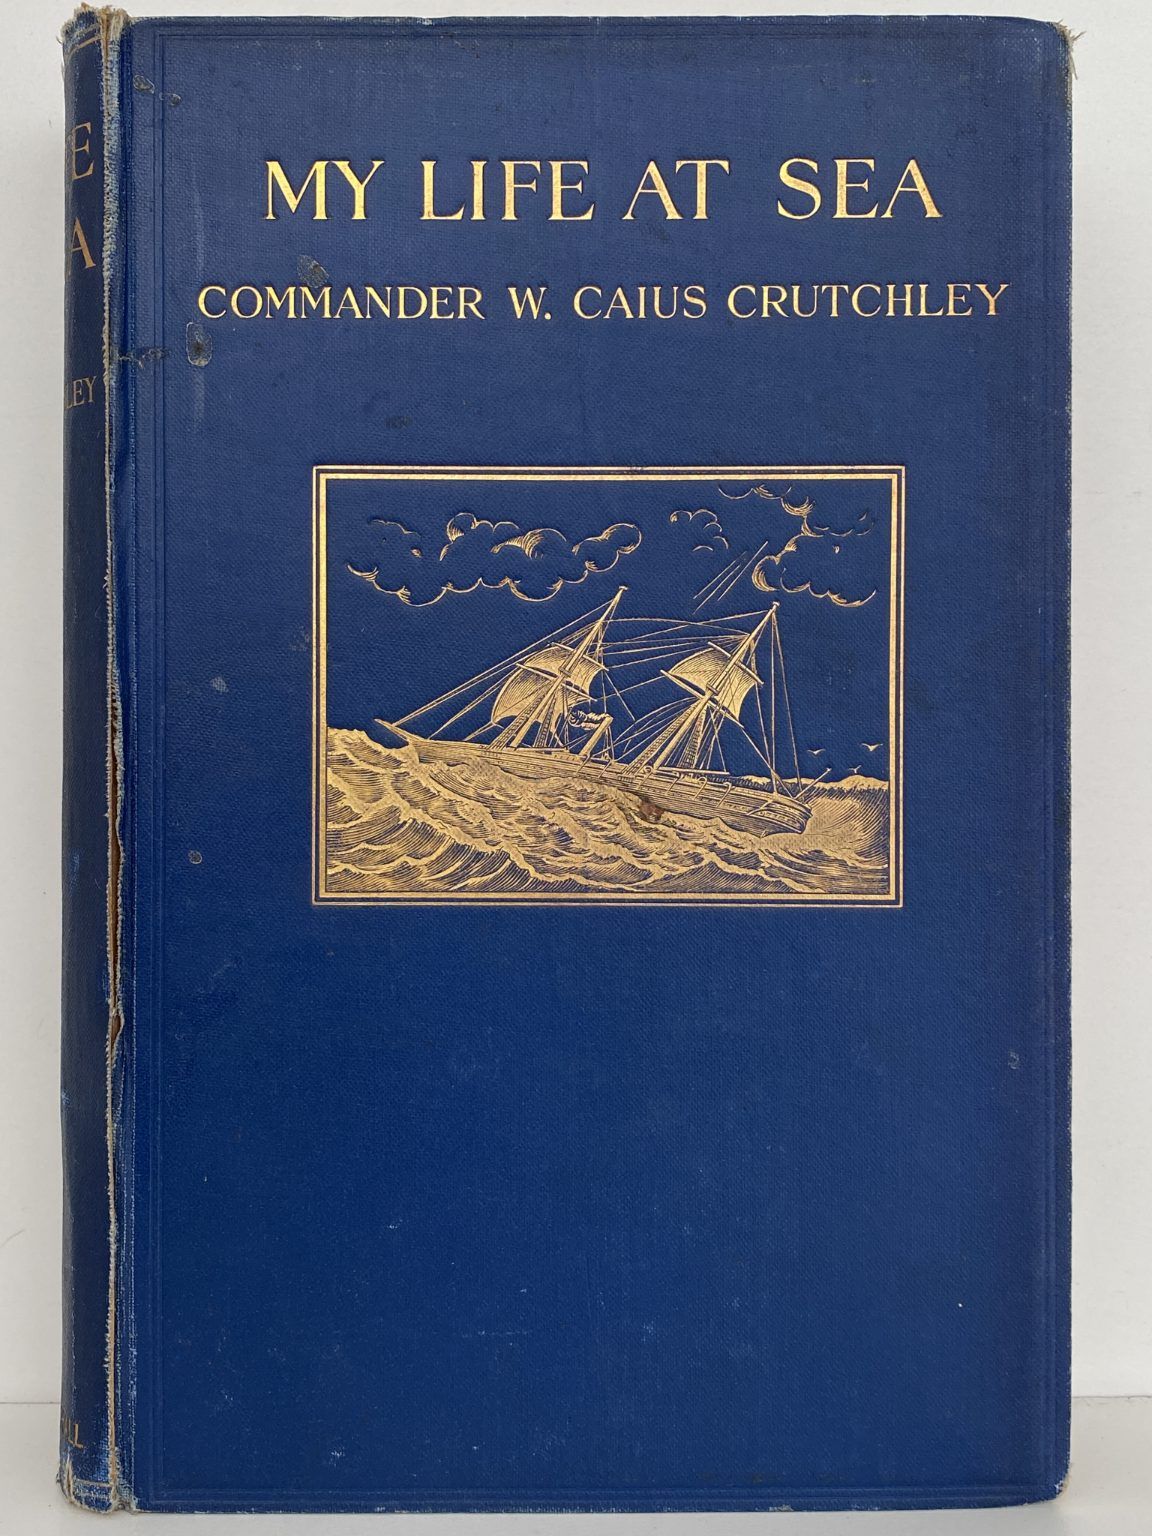 MY LIFE AT SEA
COMMANDER W. CAIUS CRUTCHLEY